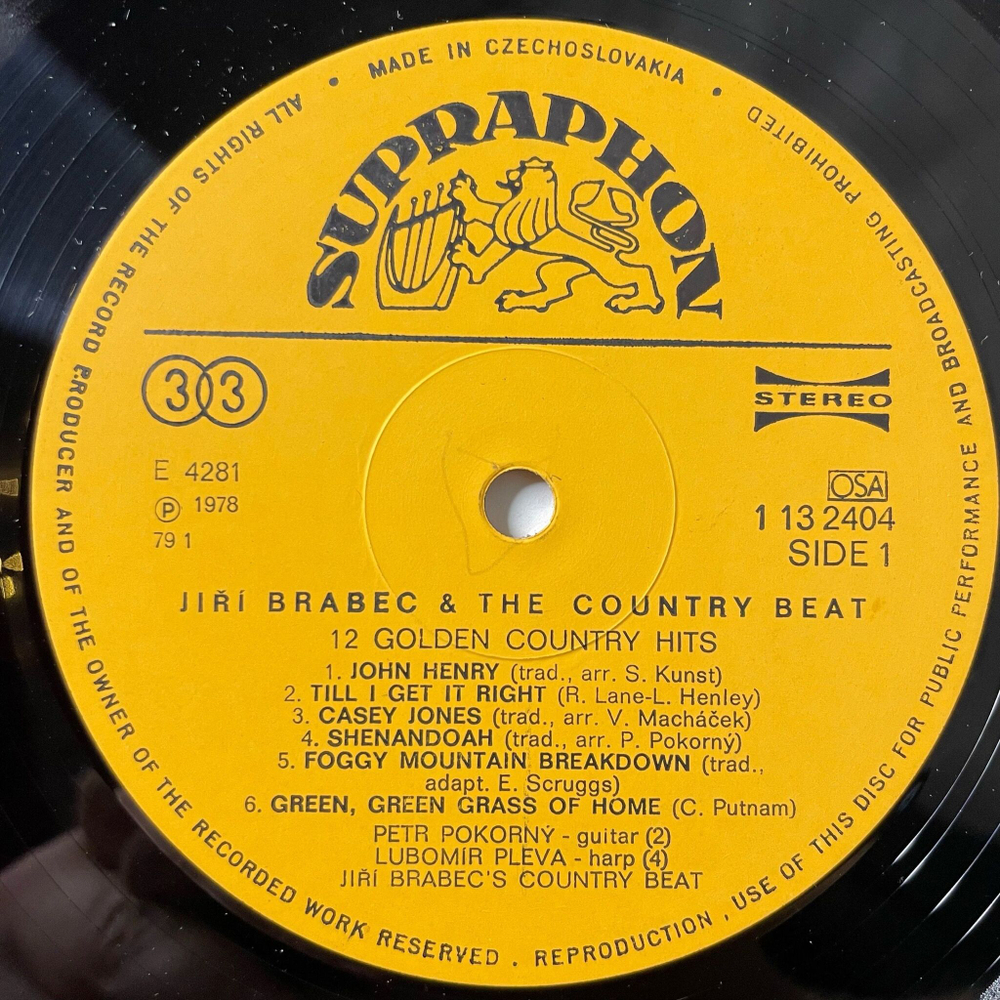 MADE IN CZECHOSLOVAKIA
SUPRAPHON
33
STEREO
E 4281
Ⓟ 1978
79 1
OSA
1 13 2404
SIDE 1
JIŘÍ BRABEC & THE COUNTRY BEAT
12 GOLDEN COUNTRY HITS
1. JOHN HENRY (trad., arr. S. Kunst)
2. TILL I GET IT RIGHT (R. Lane-L. Henley)
3. CASEY JONES (trad., arr. V. Macháček)
4. SHENANDOAH (trad., arr. P. Pokorný)
5. FOGGY MOUNTAIN BREAKDOWN (trad.,
adapt. E. Scruggs)
6. GREEN, GREEN GRASS OF HOME (C. Putnam)
PETR POKORNÝ - guitar (2)
LUBOMÍR PLEVA - harp (4)
JIŘÍ BRABEC'S COUNTRY BEAT
ALL RIGHTS OF THE RECORD PRODUCER AND OF THE OWNER OF THE RECORDED WORK RESERVED . REPRODUCTION , USE OF THIS DISC FOR PUBLIC PERFORMANCE AND BROADCASTING PROHIBITED